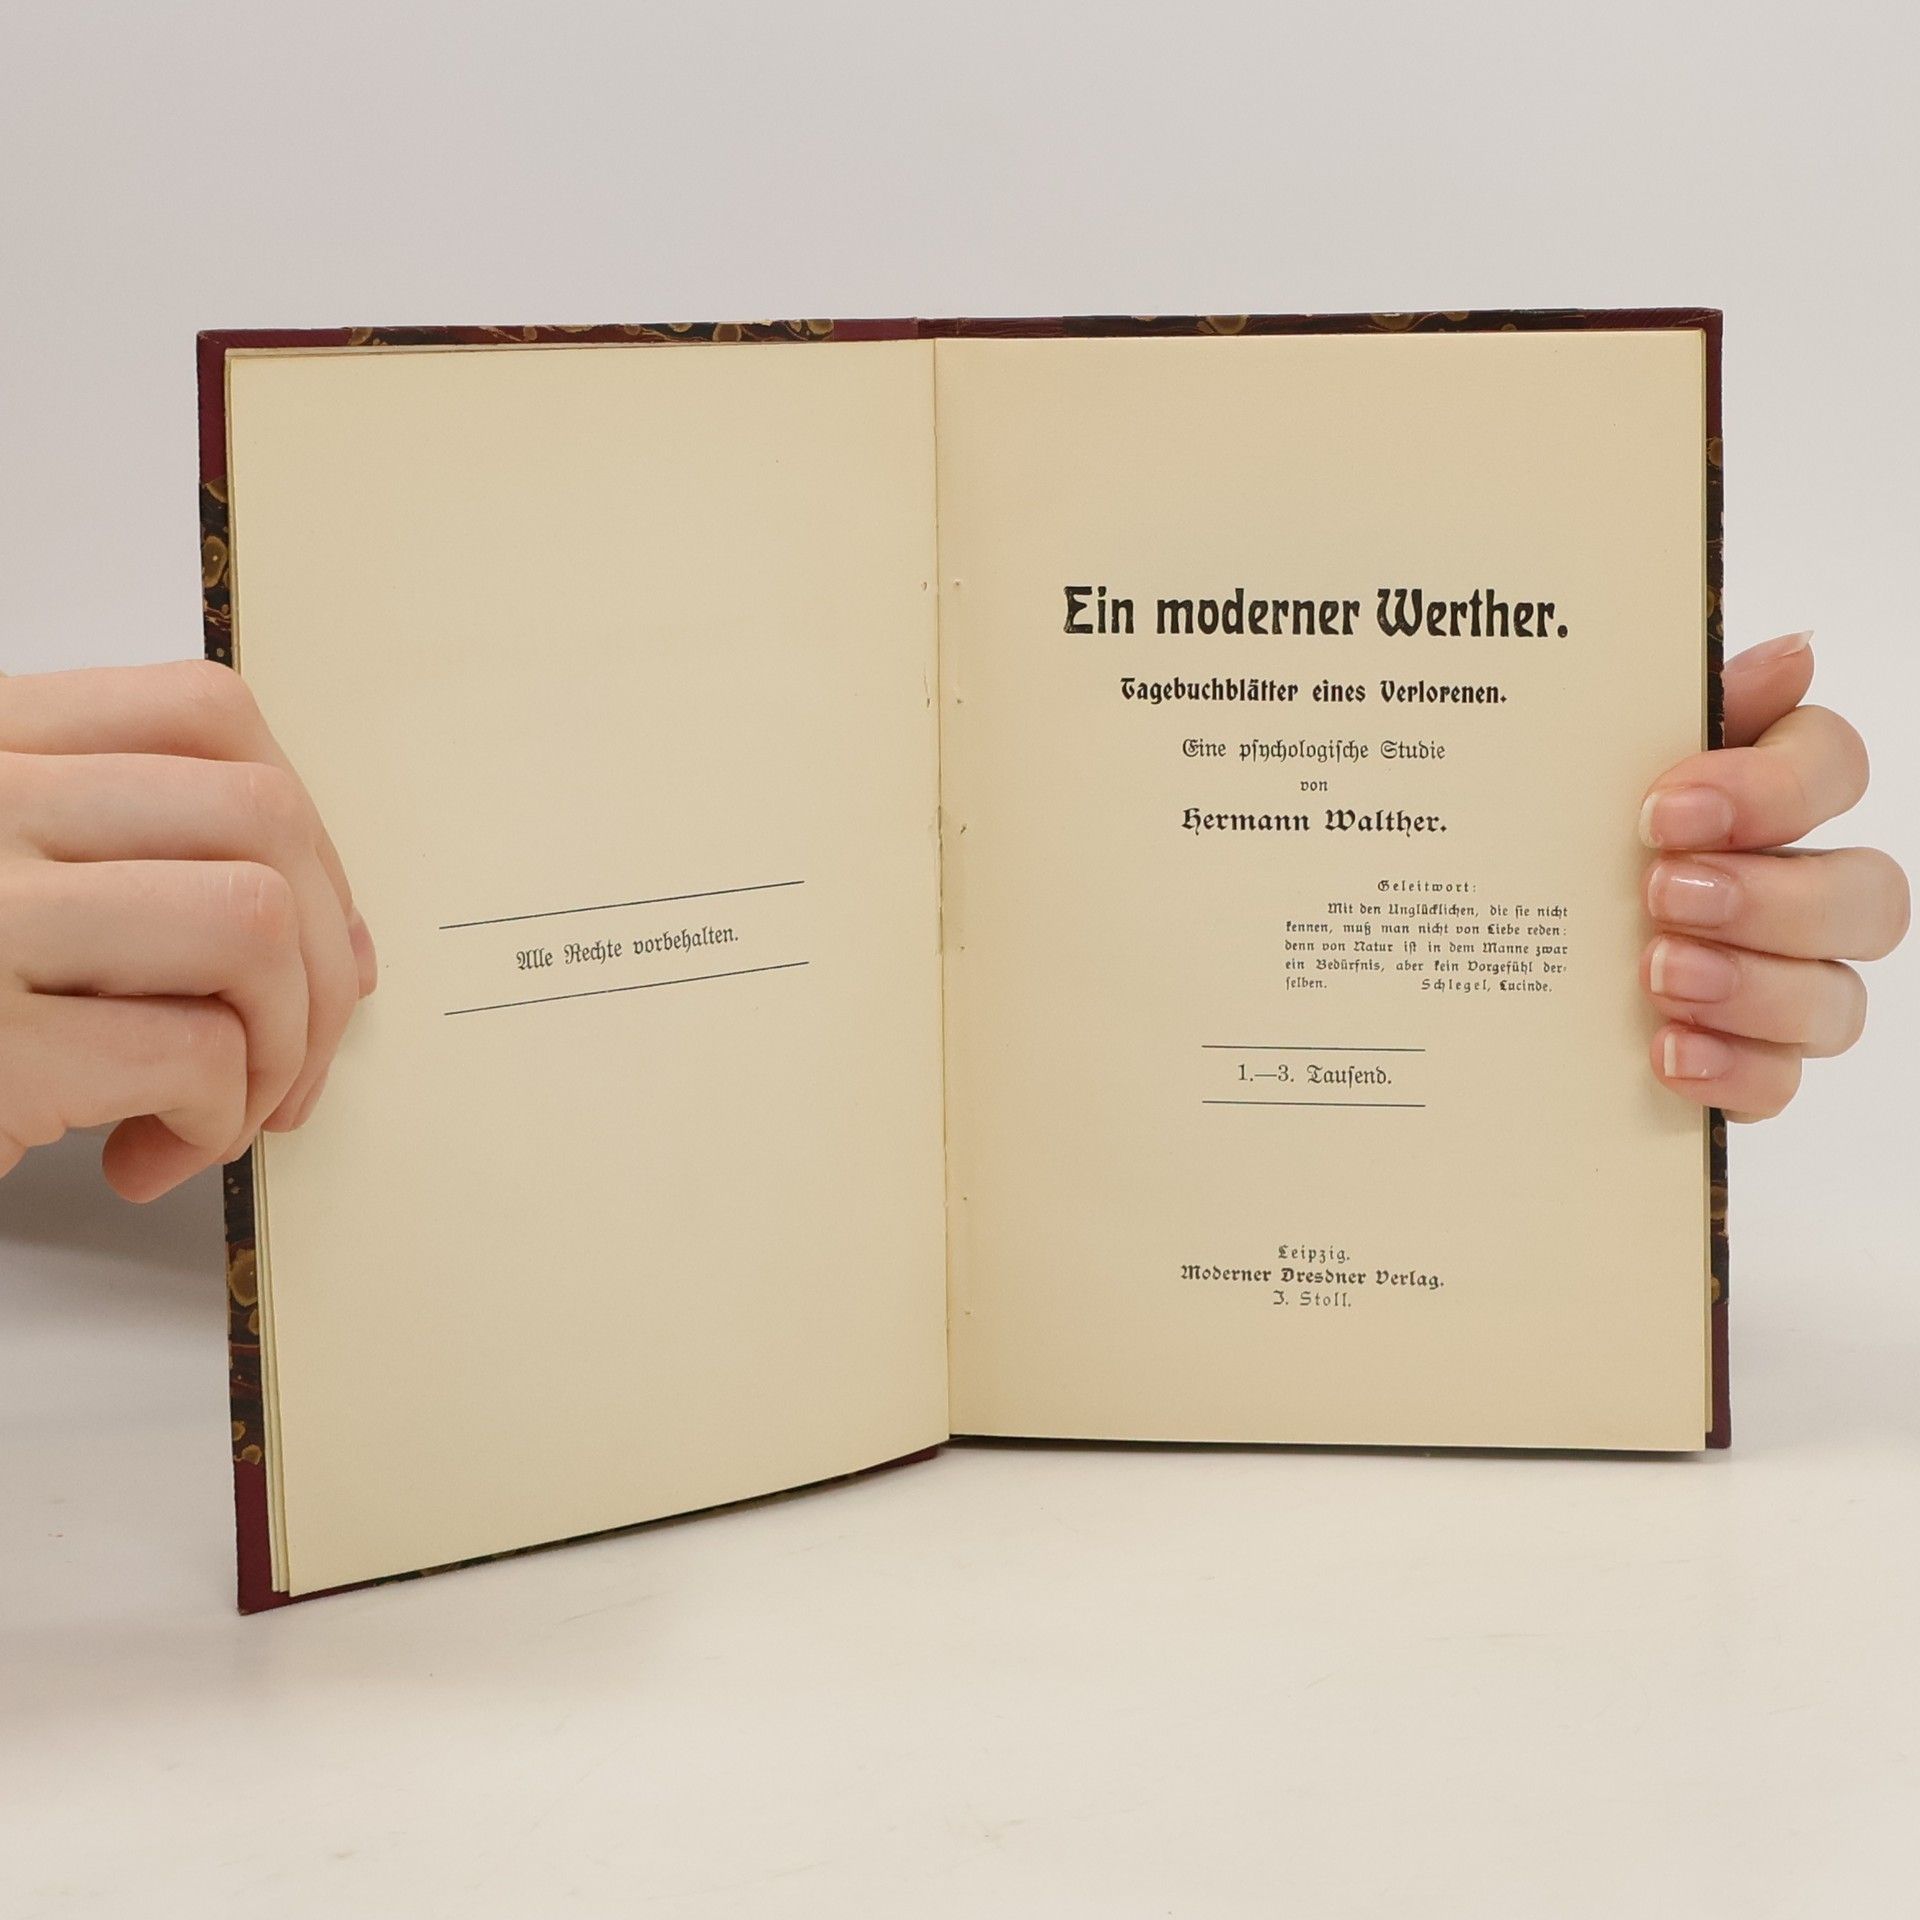 Alle Rechte vorbehalten.
Ein moderner Werther.
Tagebuchblätter eines Verlorenen.
Eine psychologische Studie
von
Hermann Walther.
Geleitwort:
Mit den Unglücklichen, die sie nicht
kennen, muß man nicht von Liebe reden:
denn von Natur ist in dem Manne zwar
ein Bedürfnis, aber kein Vorgefühl der-
selben. Schlegel, Lucinde.
1.—3. Tausend.
Leipzig.
Moderner Dresdner Verlag.
J. Stoll.